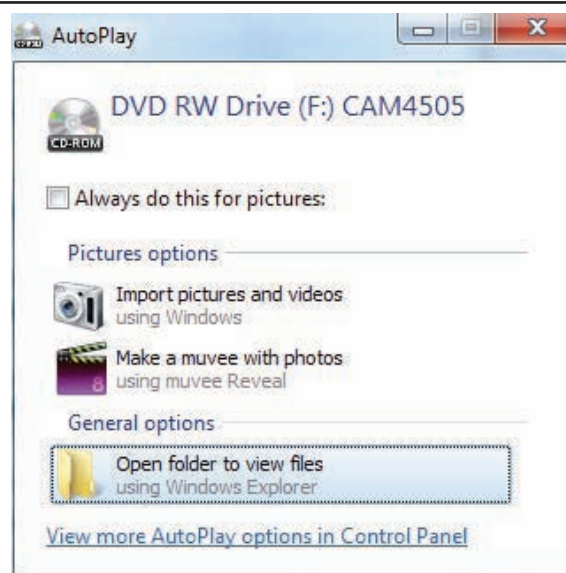 AutoPlay
DVD RW Drive (F:) CAM4505
CD-ROM
Always do this for pictures:
Pictures options
Import pictures and videos
using Windows
Make a muvee with photos
8
using muvee Reveal
General options
Open folder to view files
using Windows Explorer
View more AutoPlay options in Control Panel